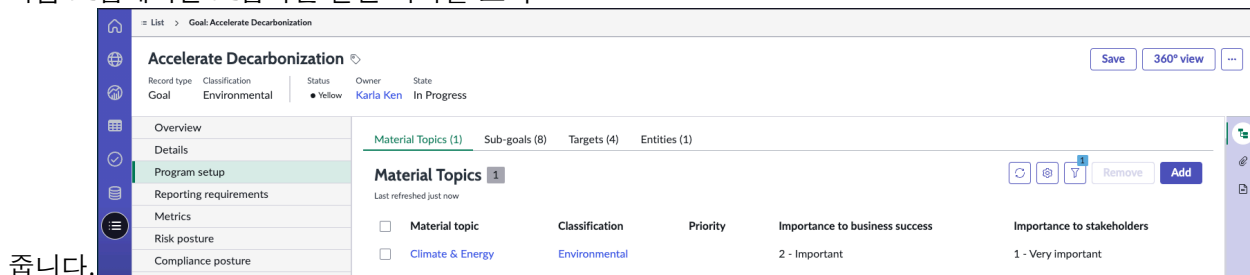 List > Goal: Accelerate Decarbonization
Accelerate Decarbonization
Save 360° view ...
Record type Classification Status Owner State
Goal Environmental Yellow Karla Ken In Progress
Overview
Details
Program setup
Reporting requirements
Metrics
Risk posture
Compliance posture
Material Topics (1) Sub-goals (8) Targets (4) Entities (1)
Material Topics 1
1 Remove Add
Last refreshed just now
Material topic Classification Priority Importance to business success Importance to stakeholders
Climate & Energy Environmental 2 - Important 1 - Very important
줍니다.